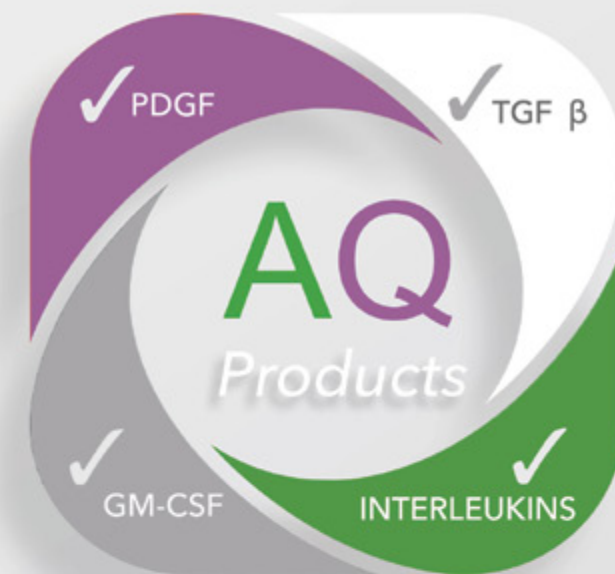 PDGF
TGF β
AQ
Products
GM-CSF
INTERLEUKINS